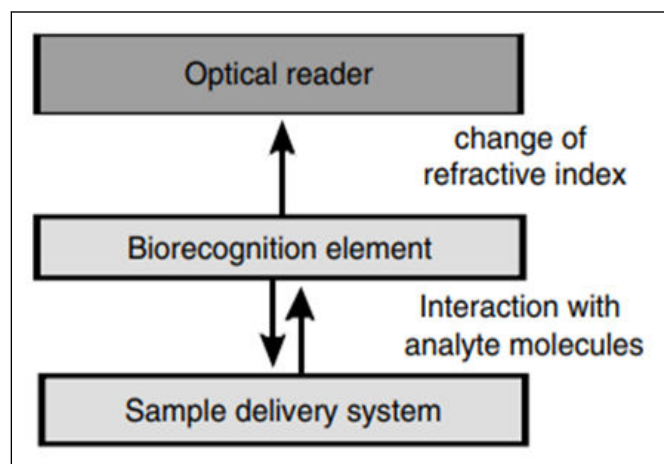 Optical reader
change of
refractive index
Biorecognition element
Interaction with
analyte molecules
Sample delivery system